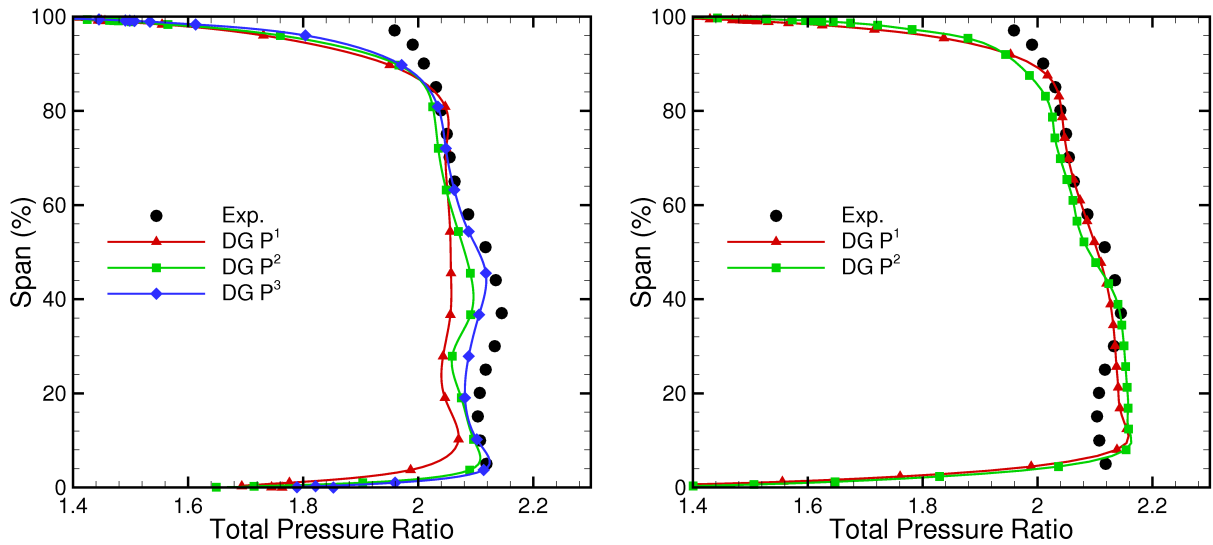 100
80
60
40
20
0
Span (%)
Exp.
DG P¹
DG P²
DG P³
1.4 1.6 1.8 2 2.2
Total Pressure Ratio
100
80
60
40
20
0
Span (%)
Exp.
DG P¹
DG P²
1.4 1.6 1.8 2 2.2
Total Pressure Ratio